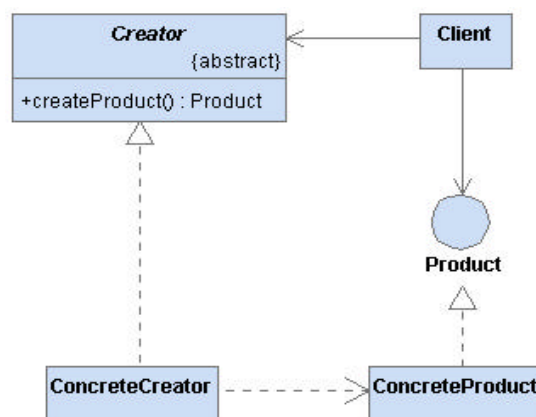 Creator
{abstract}
+createProduct() : Product
Client
Product
ConcreteCreator
ConcreteProduct